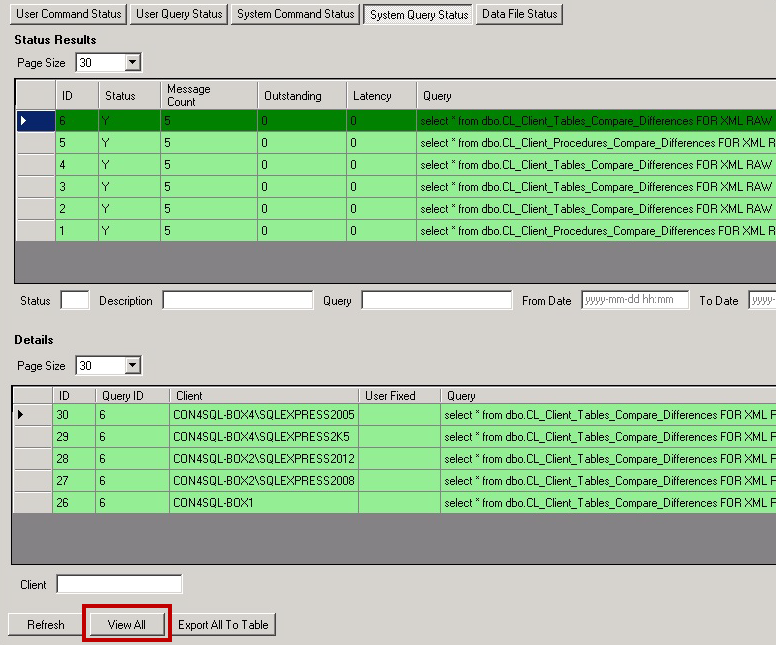 User Command Status User Query Status System Command Status System Query Status Data File Status
Status Results
Page Size 30
ID Status Message Count Outstanding Latency Query
6 Y 5 0 0 select * from dbo.CL_Client_Tables_Compare_Differences FOR XML RAW
5 Y 5 0 0 select * from dbo.CL_Client_Procedures_Compare_Differences FOR XML R
4 Y 5 0 0 select * from dbo.CL_Client_Tables_Compare_Differences FOR XML RAW
3 Y 5 0 0 select * from dbo.CL_Client_Tables_Compare_Differences FOR XML RAW
2 Y 5 0 0 select * from dbo.CL_Client_Tables_Compare_Differences FOR XML RAW
1 Y 5 0 0 select * from dbo.CL_Client_Procedures_Compare_Differences FOR XML R
Status Description Query From Date yyyy-mm-dd hh:mm To Date yyyy-
Details
Page Size 30
ID Query ID Client User Fixed Query
30 6 CON4SQL-BOX4\SQLEXPRESS2005 select * from dbo.CL_Client_Tables_Compare_Differences FOR XML F
29 6 CON4SQL-BOX4\SQLEXPRESS2K5 select * from dbo.CL_Client_Tables_Compare_Differences FOR XML F
28 6 CON4SQL-BOX2\SQLEXPRESS2012 select * from dbo.CL_Client_Tables_Compare_Differences FOR XML F
27 6 CON4SQL-BOX2\SQLEXPRESS2008 select * from dbo.CL_Client_Tables_Compare_Differences FOR XML F
26 6 CON4SQL-BOX1 select * from dbo.CL_Client_Tables_Compare_Differences FOR XML F
Client
Refresh View All Export All To Table